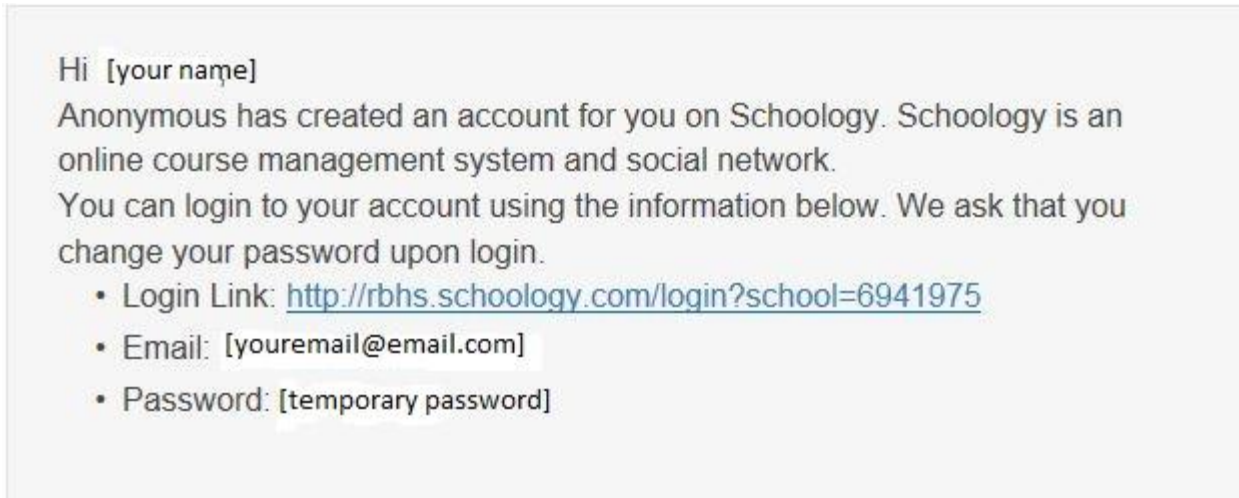 Hi [your name]
Anonymous has created an account for you on Schoology. Schoology is an
online course management system and social network.
You can login to your account using the information below. We ask that you
change your password upon login.
• Login Link: http://rbhs.schoology.com/login?school=6941975
• Email: [youremail@email.com]
• Password: [temporary password]